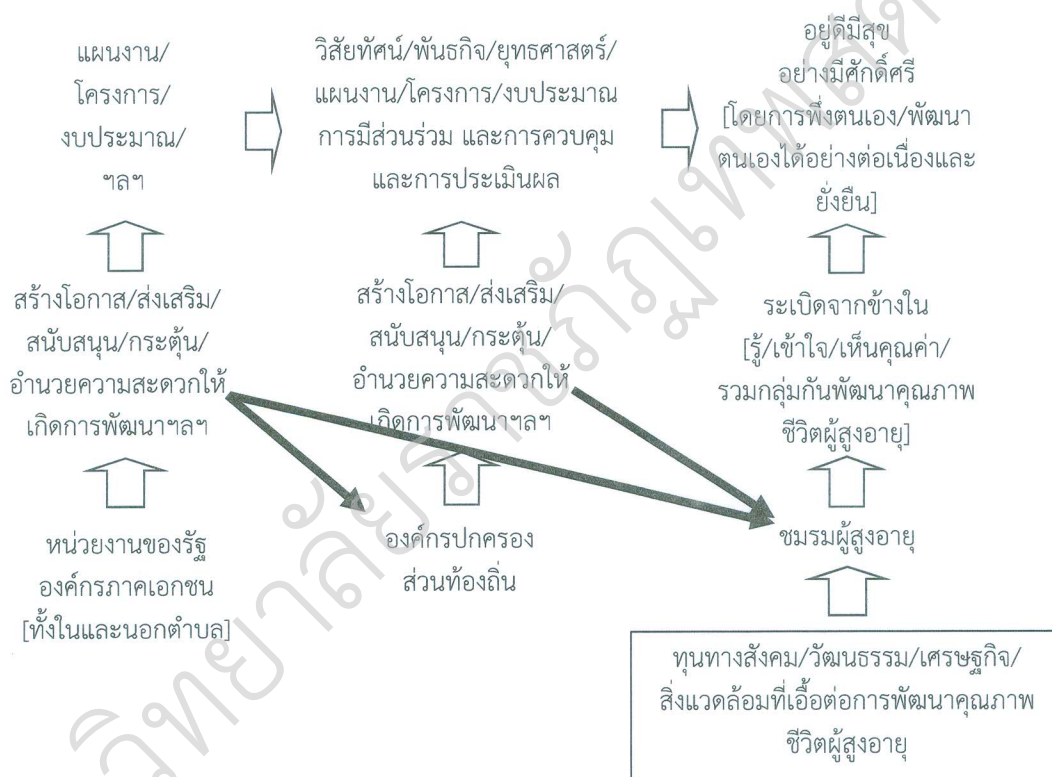 แผนงาน/
โครงการ/
งบประมาณ/
ฯลฯ
วิสัยทัศน์/พันธกิจ/ยุทธศาสตร์/
แผนงาน/โครงการ/งบประมาณ
การมีส่วนร่วม และการควบคุม
และการประเมินผล
อยู่ดีมีสุข
อย่างมีศักดิ์ศรี
[โดยการพึ่งตนเอง/พัฒนา
ตนเองได้อย่างต่อเนื่องและ
ยั่งยืน]
สร้างโอกาส/ส่งเสริม/
สนับสนุน/กระตุ้น/
อำนวยความสะดวกให้
เกิดการพัฒนาฯลฯ
สร้างโอกาส/ส่งเสริม/
สนับสนุน/กระตุ้น/
อำนวยความสะดวกให้
เกิดการพัฒนาฯลฯ
ระเบิดจากข้างใน
[รู้/เข้าใจ/เห็นคุณค่า/
รวมกลุ่มกันพัฒนาคุณภาพ
ชีวิตผู้สูงอายุ]
หน่วยงานของรัฐ
องค์กรภาคเอกชน
[ทั้งในและนอกตำบล]
องค์กรปกครอง
ส่วนท้องถิ่น
ชมรมผู้สูงอายุ
ทุนทางสังคม/วัฒนธรรม/เศรษฐกิจ/
สิ่งแวดล้อมที่เอื้อต่อการพัฒนาคุณภาพ
ชีวิตผู้สูงอายุ